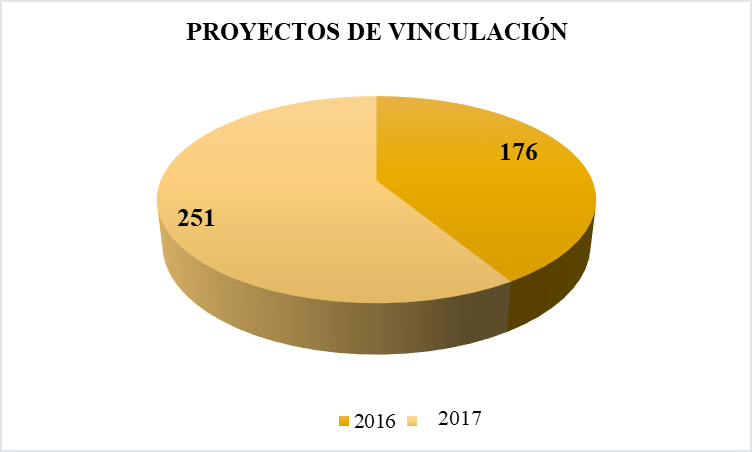 PROYECTOS DE VINCULACIÓN
176
251
2016 2017